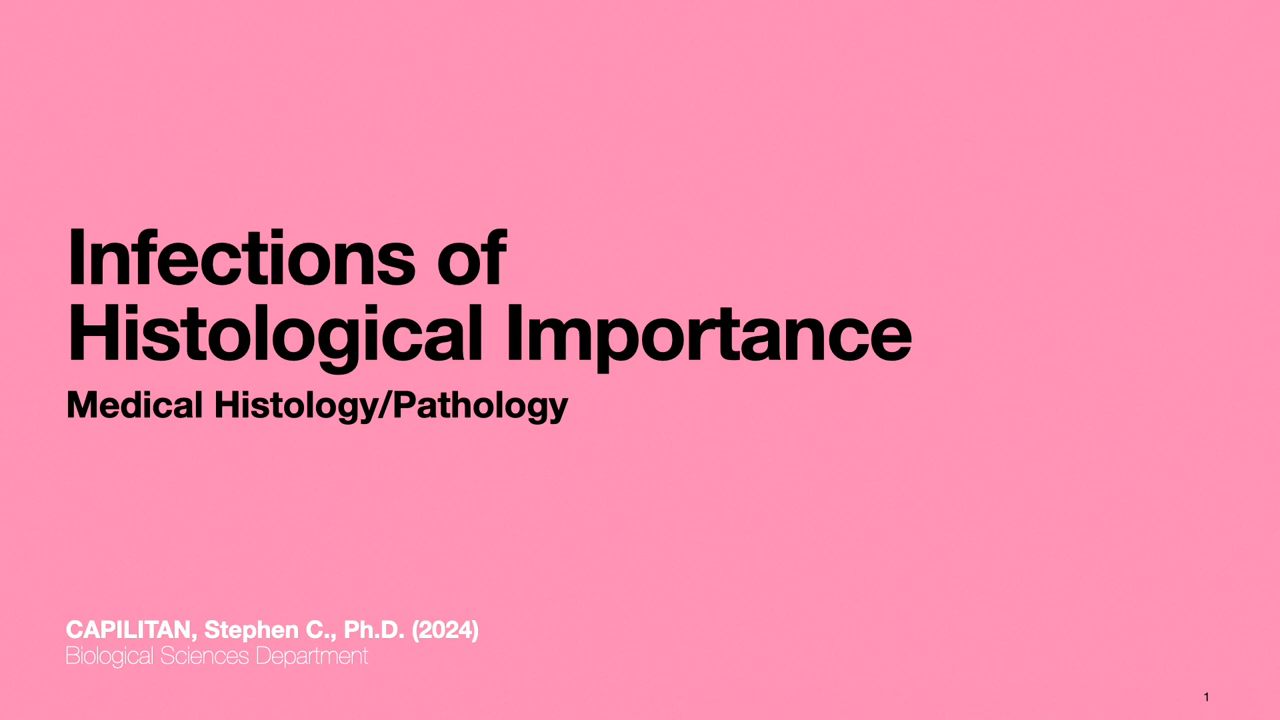 Infections of
Histological Importance
Medical Histology/Pathology
CAPILITAN, Stephen C., Ph.D. (2024)
Biological Sciences Department
1